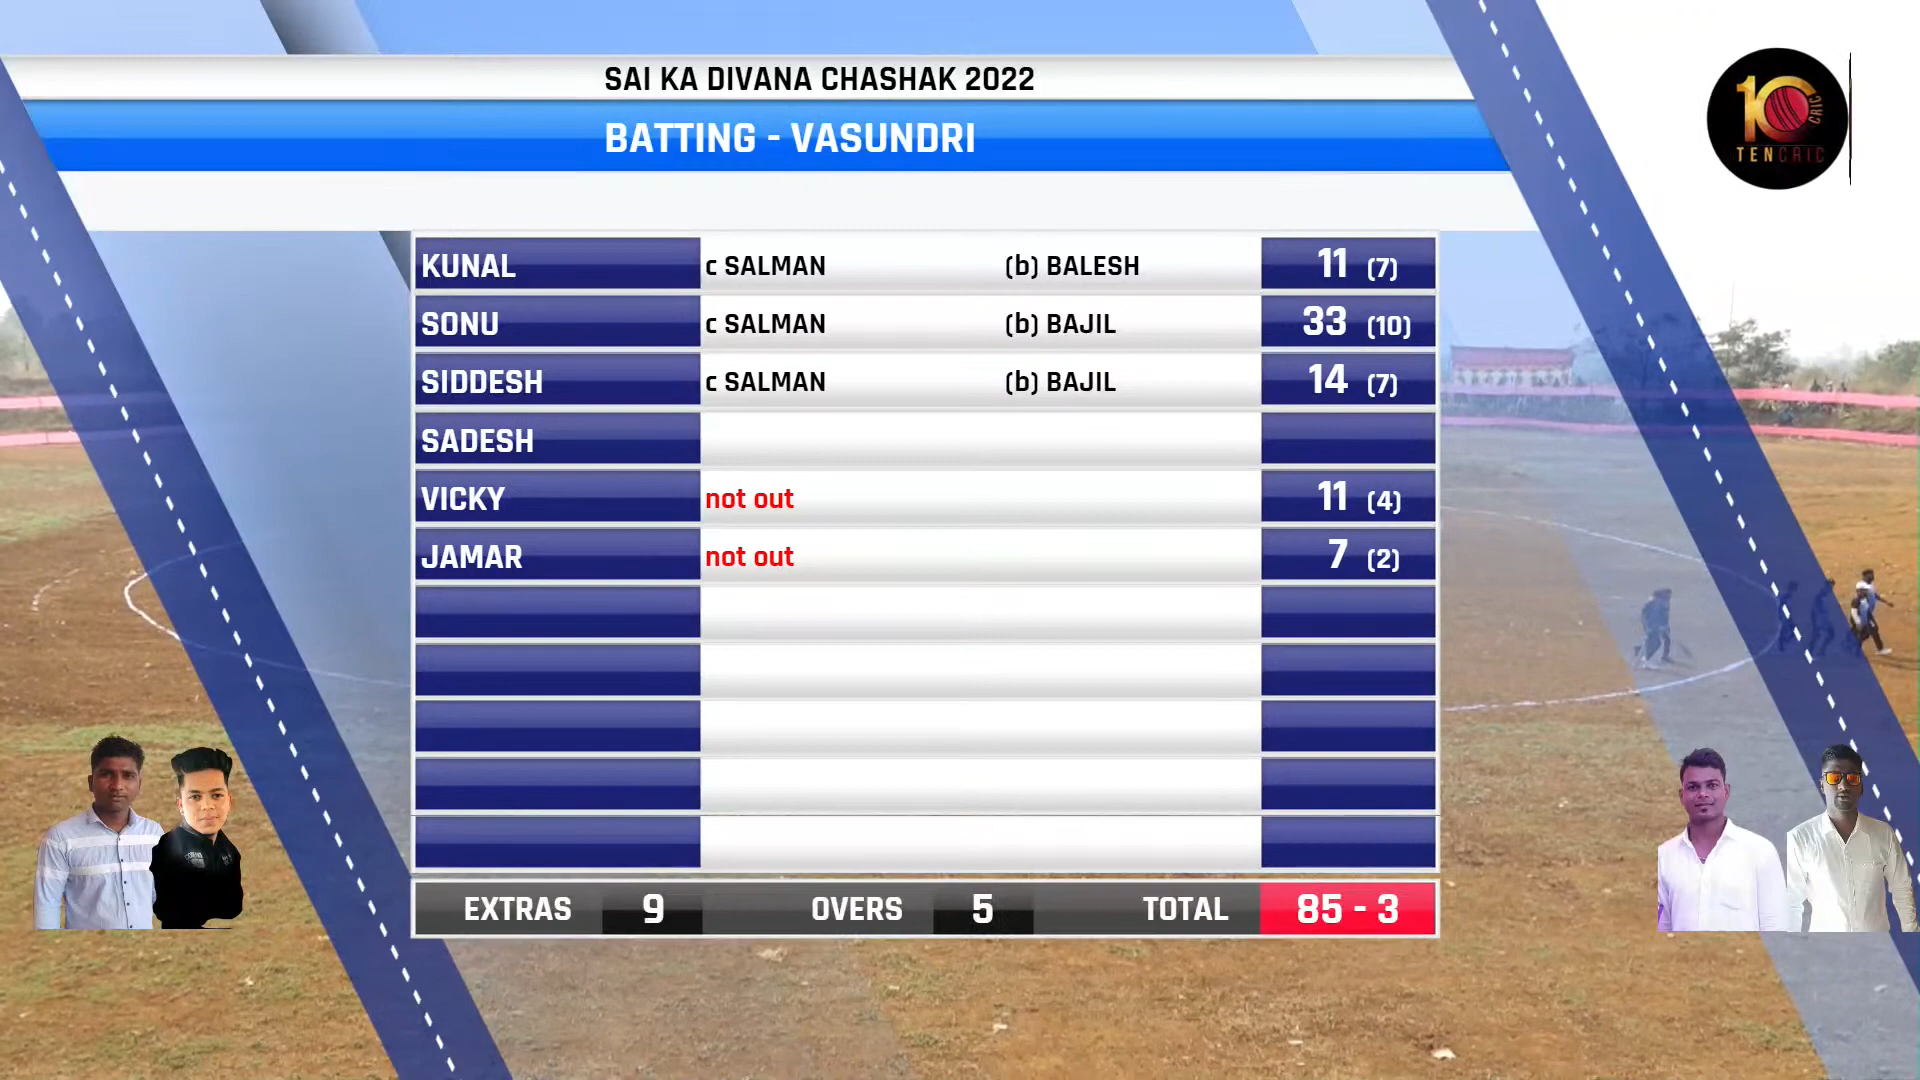 SAI KA DIVANA CHASHAK 2022
BATTING - VASUNDRI
10 CRIC
TENCRIC
KUNAL c SALMAN (b) BALESH 11 (7)
SONU c SALMAN (b) BAJIL 33 (10)
SIDDESH c SALMAN (b) BAJIL 14 (7)
SADESH
VICKY not out 11 (4)
JAMAR not out 7 (2)
EXTRAS 9 OVERS 5 TOTAL 85 - 3